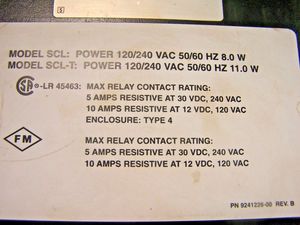 S
MODEL SCL: POWER 120/240 VAC 50/60 HZ 8.0 W
MODEL SCL-T: POWER 120/240 VAC 50/60 HZ 11.0 W
SA ®-LR 45463: MAX RELAY CONTACT RATING:
5 AMPS RESISTIVE AT 30 VDC, 240 VAC
10 AMPS RESISTIVE AT 12 VDC, 120 VAC
ENCLOSURE: TYPE 4
FM
MAX RELAY CONTACT RATING:
5 AMPS RESISTIVE AT 30 VDC, 240 VAC
10 AMPS RESISTIVE AT 12 VDC, 120 VAC
PN 9241226-00 REV. B